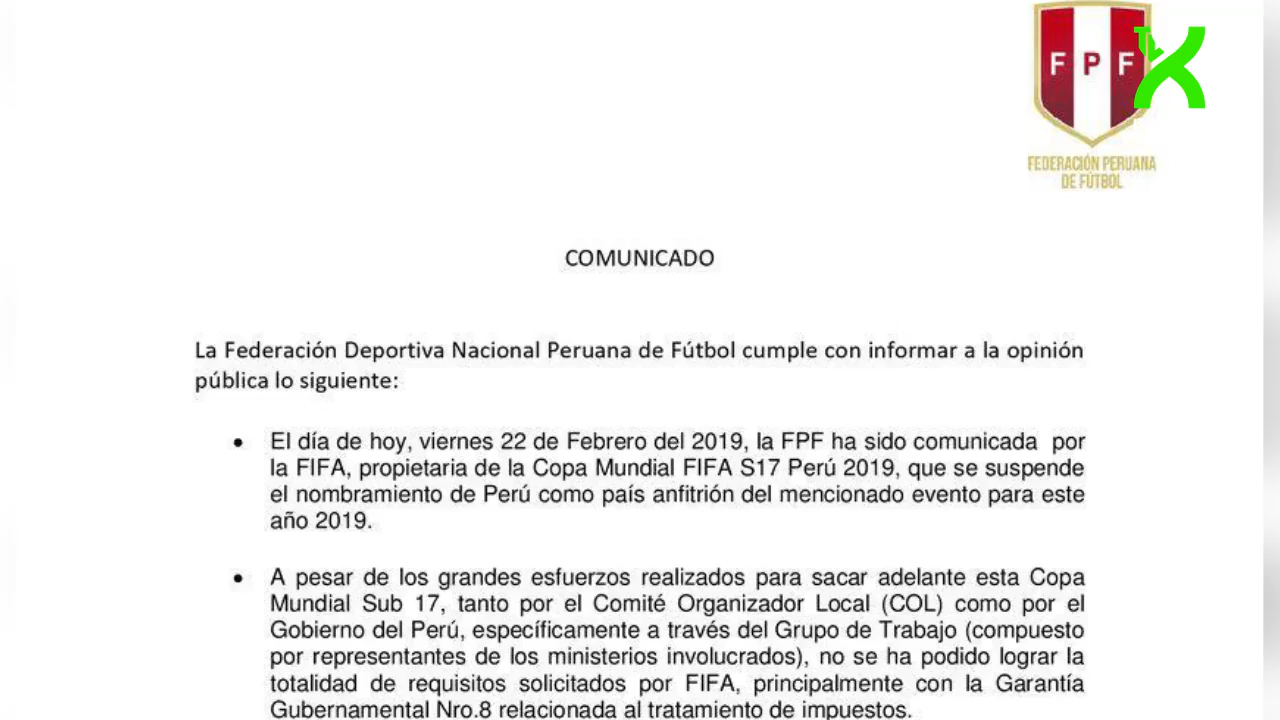 FPF
FEDERACIÓN PERUANA
DE FÚTBOL
COMUNICADO
La Federación Deportiva Nacional Peruana de Fútbol cumple con informar a la opinión
pública lo siguiente:
• El día de hoy, viernes 22 de Febrero del 2019, la FPF ha sido comunicada por
la FIFA, propietaria de la Copa Mundial FIFA S17 Perú 2019, que se suspende
el nombramiento de Perú como país anfitrión del mencionado evento para este
año 2019.
• A pesar de los grandes esfuerzos realizados para sacar adelante esta Copa
Mundial Sub 17, tanto por el Comité Organizador Local (COL) como por el
Gobierno del Perú, específicamente a través del Grupo de Trabajo (compuesto
por representantes de los ministerios involucrados), no se ha podido lograr la
totalidad de requisitos solicitados por FIFA, principalmente con la Garantía
Gubernamental Nro.8 relacionada al tratamiento de impuestos.